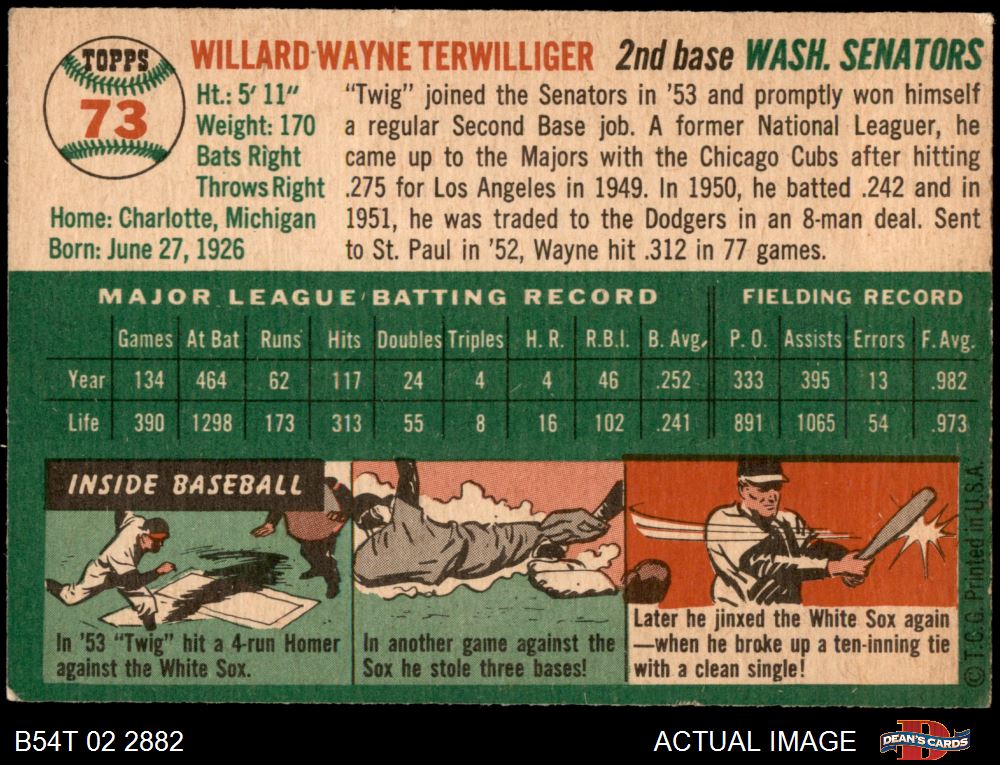 TOPPS
73
WILLARD WAYNE TERWILLIGER 2nd base WASH. SENATORS
Ht.: 5' 11"
Weight: 170
Bats Right
Throws Right
Home: Charlotte, Michigan
Born: June 27, 1926
"Twig" joined the Senators in '53 and promptly won himself
a regular Second Base job. A former National Leaguer, he
came up to the Majors with the Chicago Cubs after hitting
.275 for Los Angeles in 1949. In 1950, he batted .242 and in
1951, he was traded to the Dodgers in an 8-man deal. Sent
to St. Paul in '52, Wayne hit .312 in 77 games.
MAJOR LEAGUE BATTING RECORD FIELDING RECORD
Games At Bat Runs Hits Doubles Triples H. R. R.B.I. B. Avg. P. O. Assists Errors F. Avg.
Year 134 464 62 117 24 4 4 46 .252 333 395 13 .982
Life 390 1298 173 313 55 8 16 102 .241 891 1065 54 .973
INSIDE BASEBALL
In '53 "Twig" hit a 4-run Homer
against the White Sox.
In another game against the
Sox he stole three bases!
Later he jinxed the White Sox again
—when he broke up a ten-inning tie
with a clean single!
© T.C.G. Printed in U.S.A.
B54T 02 2882
ACTUAL IMAGE
DEAN'S CARDS